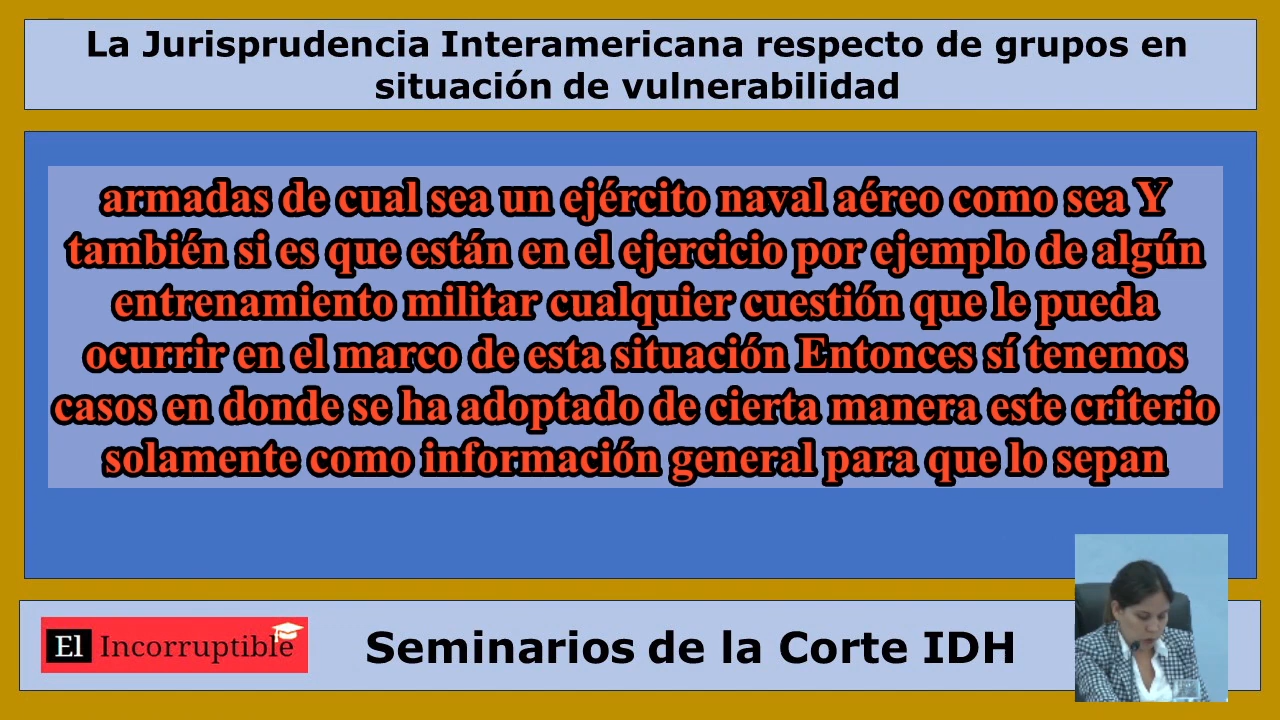 La Jurisprudencia Interamericana respecto de grupos en
situación de vulnerabilidad
armadas de cual sea un ejército naval aéreo como sea Y
también si es que están en el ejercicio por ejemplo de algún
entrenamiento militar cualquier cuestión que le pueda
ocurrir en el marco de esta situación Entonces sí tenemos
casos en donde se ha adoptado de cierta manera este criterio
solamente como información general para que lo sepan
El Incorruptible
Seminarios de la Corte IDH